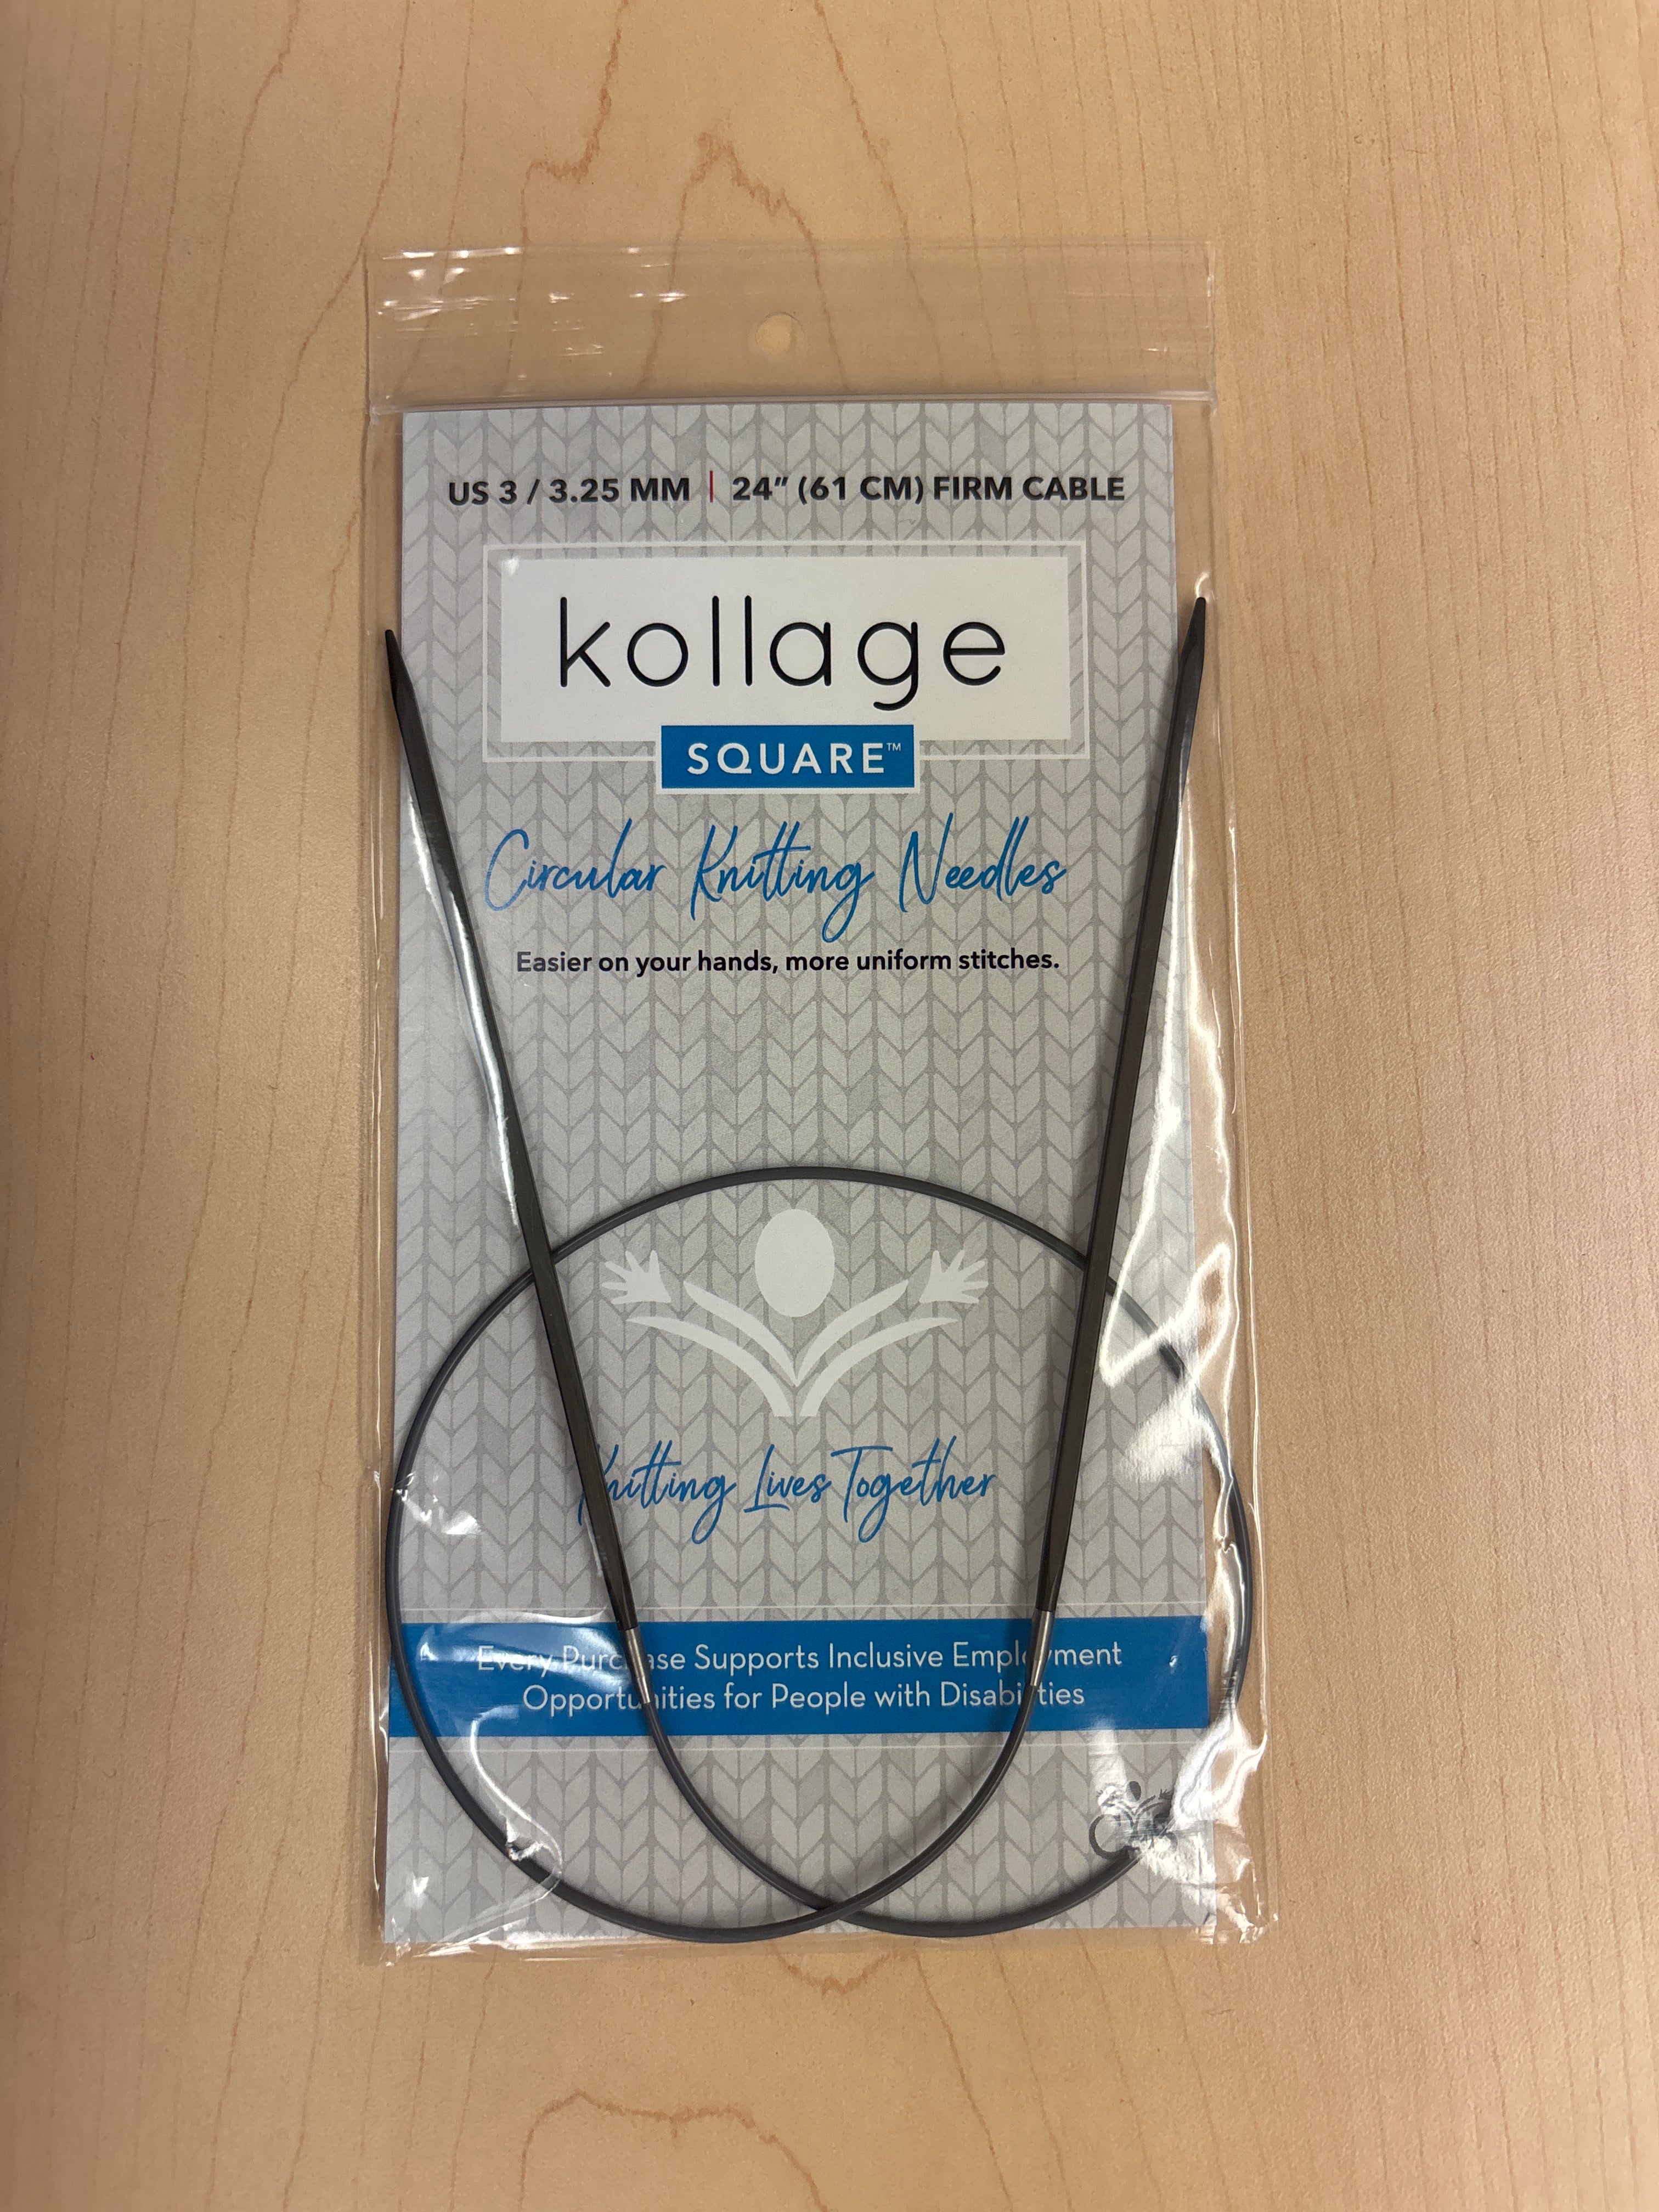 US 3 / 3.25 MM | 24" (61 CM) FIRM CABLE
kollage
SQUARE™
Circular Knitting Needles
Easier on your hands, more uniform stitches.
Knitting Lives Together
Every Purchase Supports Inclusive Employment
Opportunities for People with Disabilities